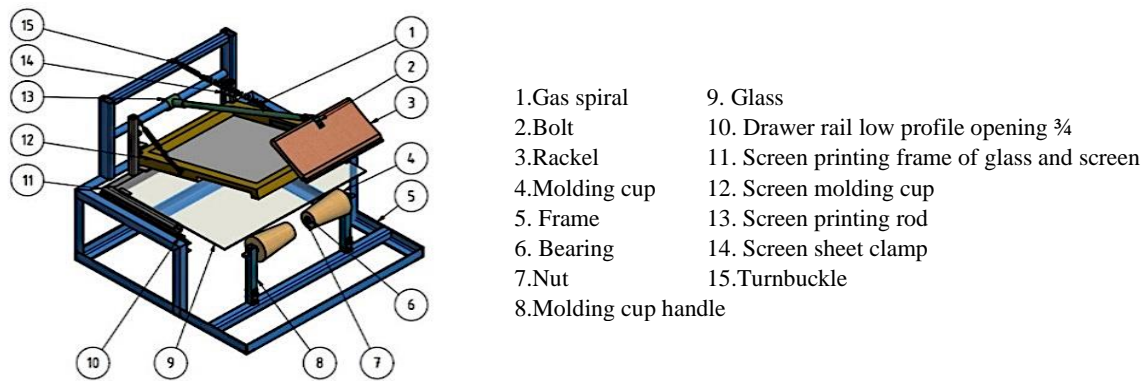 15
14
13
12
11
1
2
3
4
5
6
10
9
8
7
1.Gas spiral
2.Bolt
3.Rackel
4.Molding cup
5. Frame
6. Bearing
7.Nut
8.Molding cup handle
9. Glass
10. Drawer rail low profile opening ¾
11. Screen printing frame of glass and screen
12. Screen molding cup
13. Screen printing rod
14. Screen sheet clamp
15.Turnbuckle